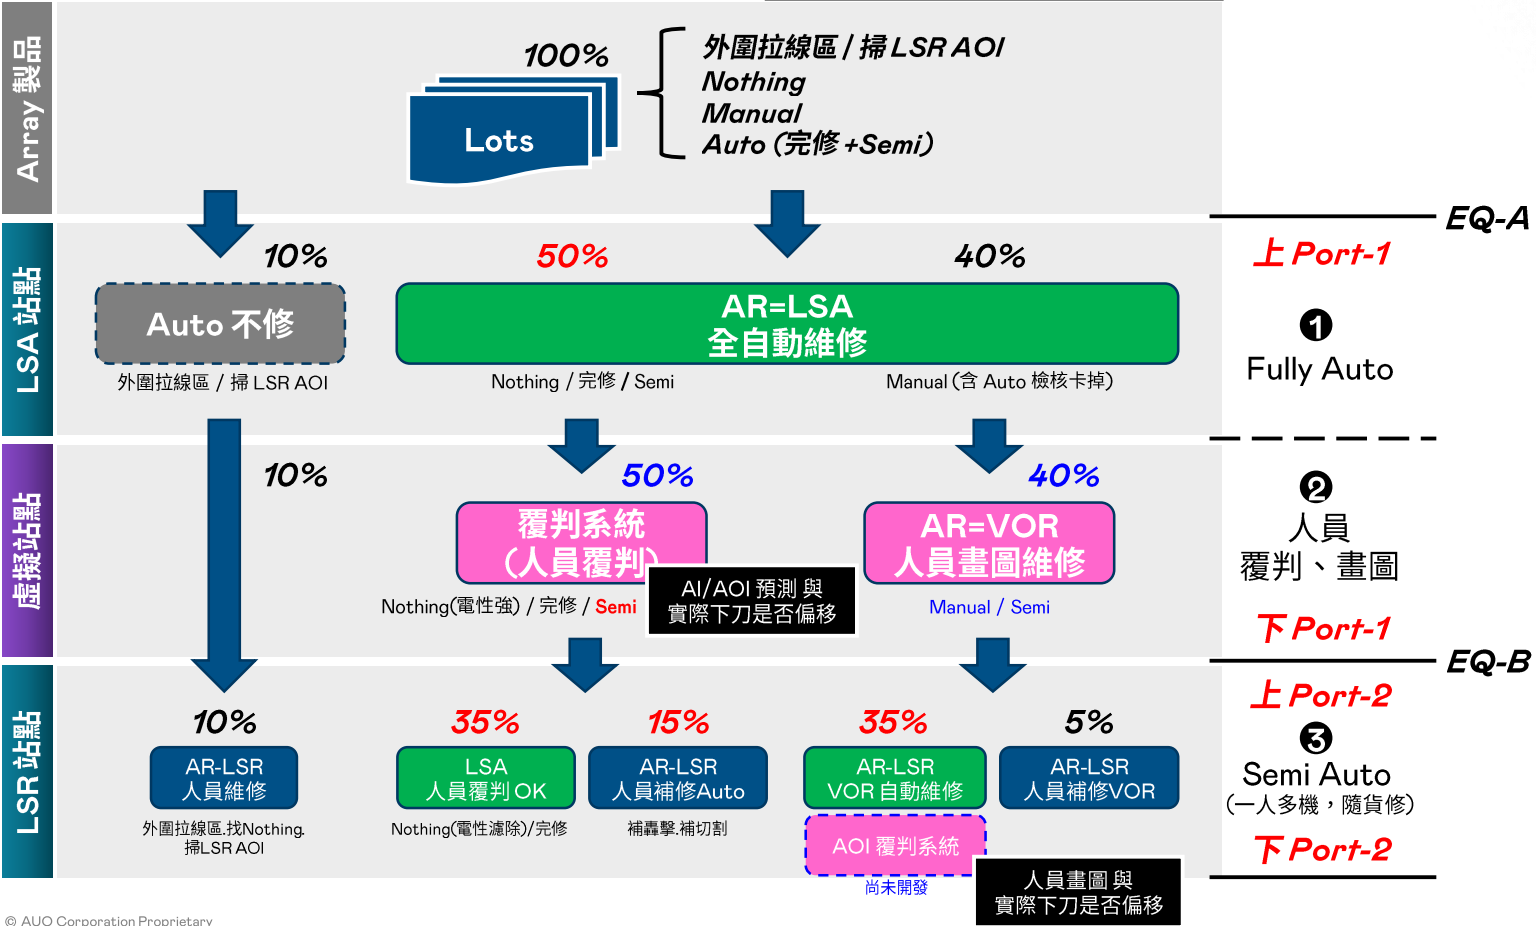 Array 製品
100%
Lots
外圍拉線區 / 掃 LSR AOI
Nothing
Manual
Auto (完修 +Semi)
EQ-A
LSA 站點
10%
50%
40%
上 Port-1
Auto 不修
AR=LSA
全自動維修
1
Fully Auto
外圍拉線區 / 掃 LSR AOI
Nothing / 完修 / Semi
Manual (含 Auto 檢核卡掉)
虛擬站點
10%
50%
40%
2
人員
覆判、畫圖
覆判系統
(人員覆判)
AR=VOR
人員畫圖維修
AI/AOI 預測 與
實際下刀是否偏移
Nothing(電性強) / 完修 / Semi
Manual / Semi
下 Port-1
EQ-B
LSR 站點
上 Port-2
10%
35%
15%
35%
5%
3
Semi Auto
(一人多機，隨貨修)
AR-LSR
人員維修
LSA
人員覆判 OK
AR-LSR
人員補修Auto
AR-LSR
VOR 自動維修
AR-LSR
人員補修VOR
外圍拉線區.找Nothing.
掃LSR AOI
Nothing(電性濾除)/完修
補轟擊.補切割
AOI 覆判系統
尚未開發
下 Port-2
人員畫圖 與
實際下刀是否偏移
© AUO Corporation Proprietary